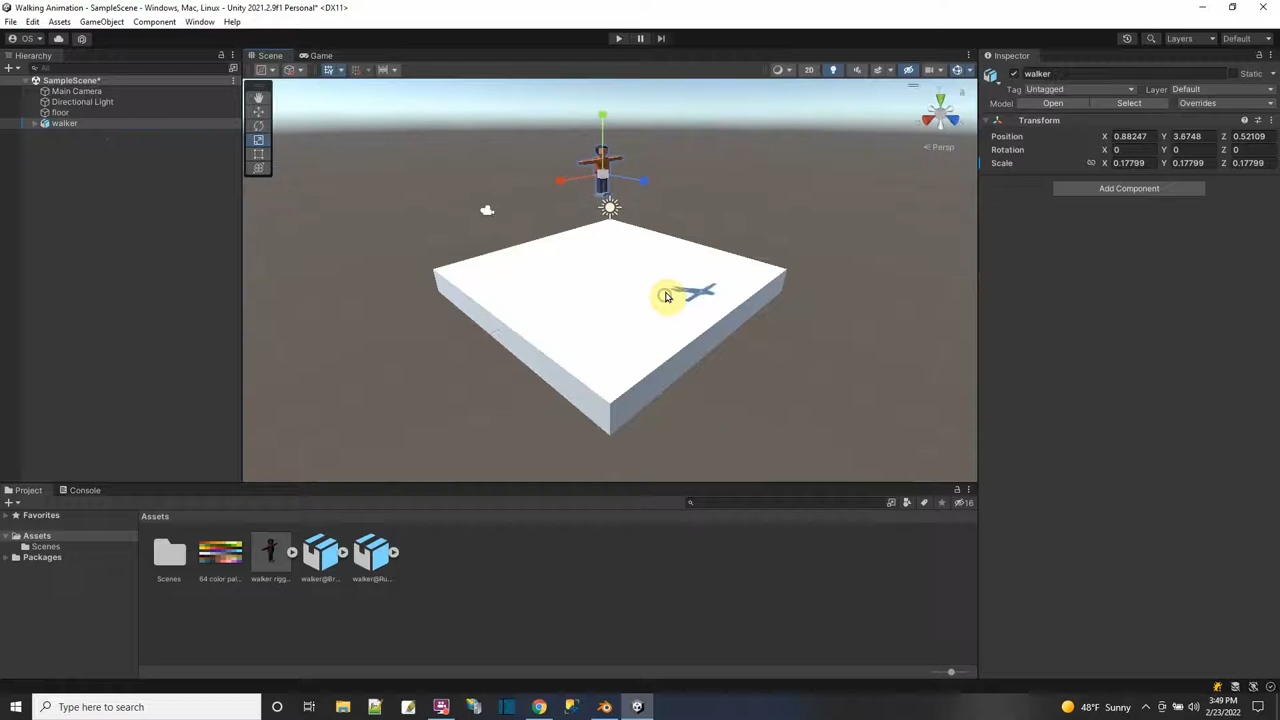 Walking Animation - SampleScene - Windows, Mac, Linux - Unity 2021.2.9f1 Personal* <DX11>
File Edit Assets GameObject Component Window Help
OS Layers Default
Hierarchy Scene Game Inspector
All
2D
SampleScene*
Main Camera
Directional Light
floor
walker
Persp
walker Static
Tag Untagged Layer Default
Model Open Select Overrides
Transform
Position X 0.88247 Y 3.6748 Z 0.52109
Rotation X 0 Y 0 Z 0
Scale X 0.17799 Y 0.17799 Z 0.17799
Add Component
Project Console
16
Favorites
Assets
Scenes
Packages
Assets
Scenes 64 color pal... walker rigg... walker@Br... walker@Ru...
Type here to search
48°F Sunny
3:49 PM
2/23/2022